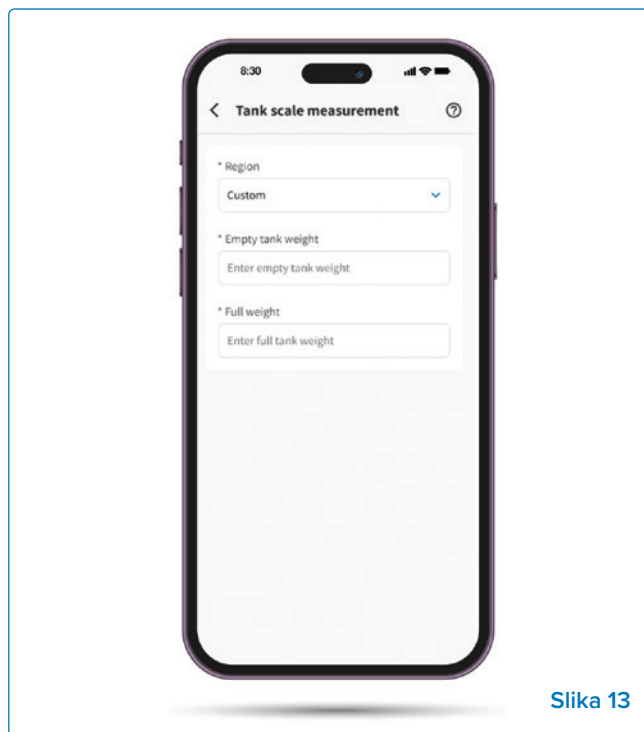 8:30
Tank scale measurement
* Region
Custom
* Empty tank weight
Enter empty tank weight
* Full weight
Enter full tank weight
Slika 13